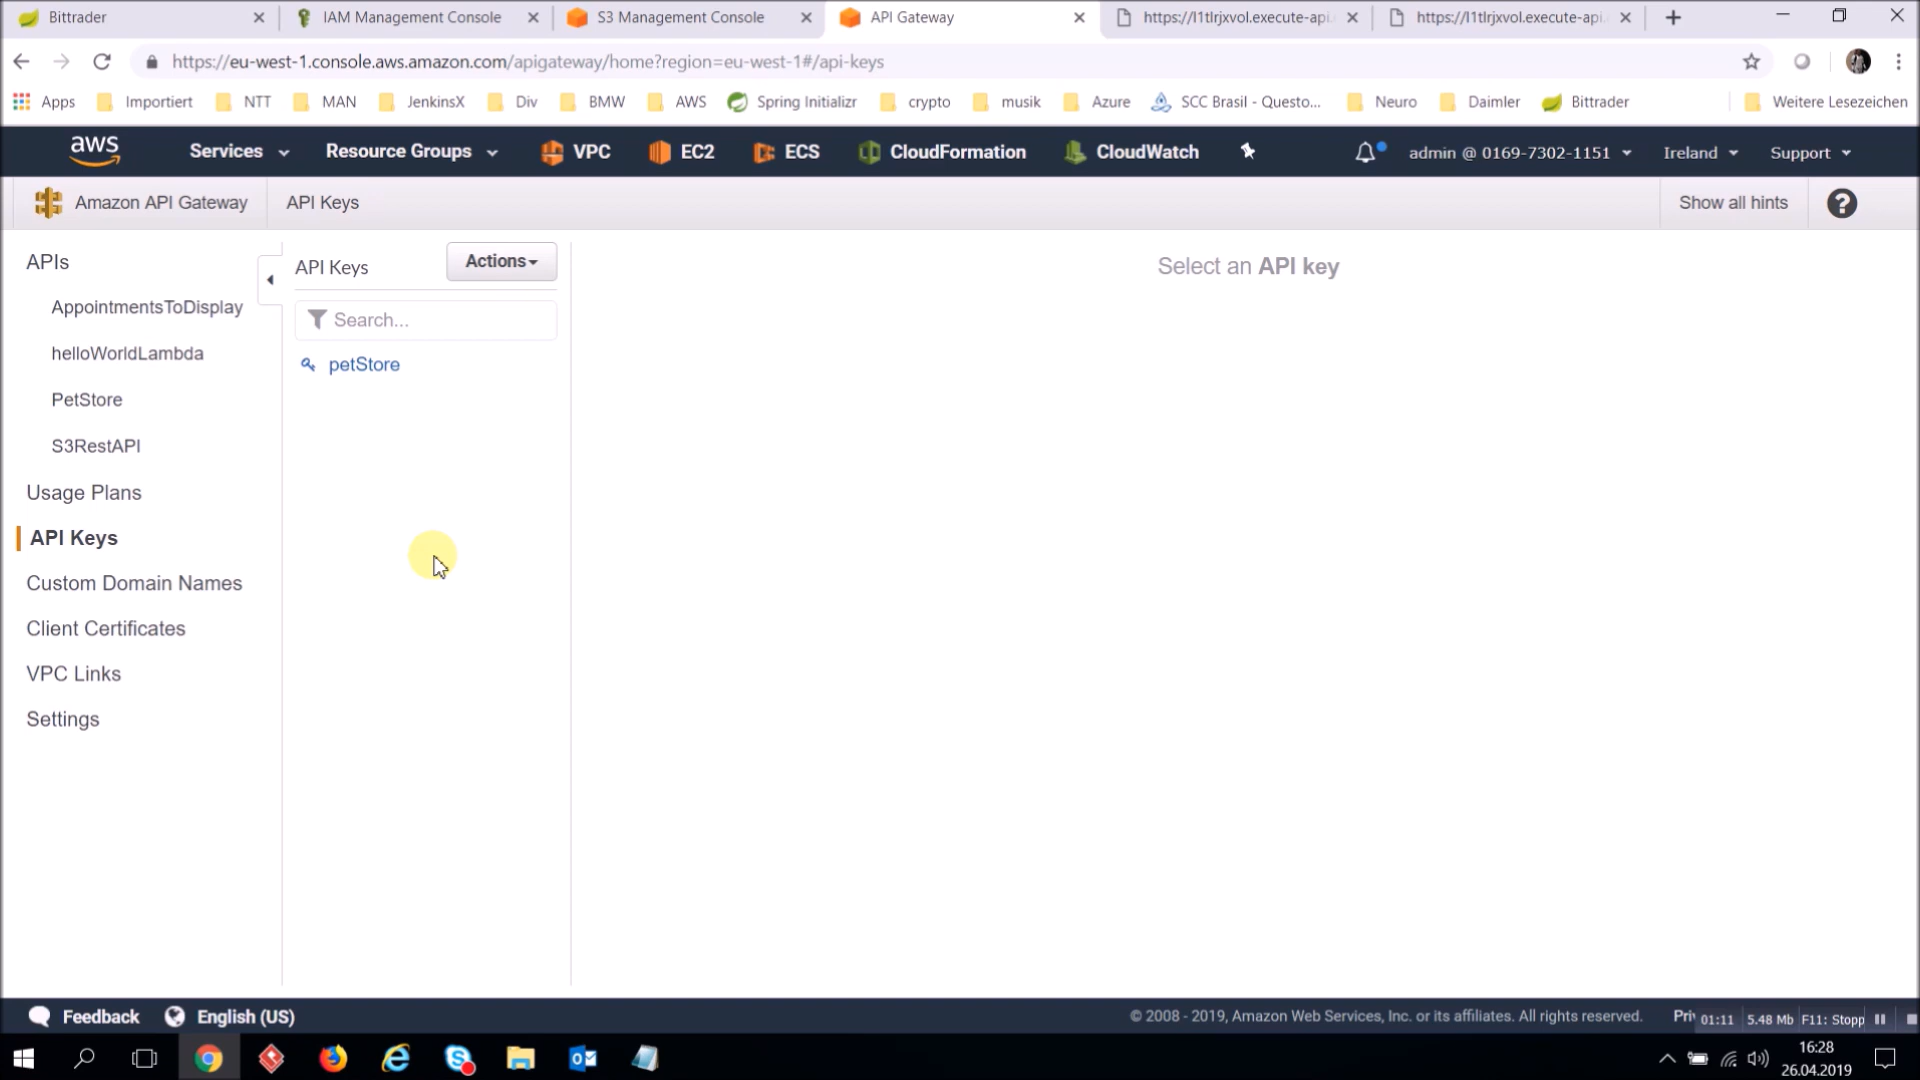 Bittrader
IAM Management Console
S3 Management Console
API Gateway
https://l1tlrjxvol.execute-api.
https://l1tlrjxvol.execute-api.
https://eu-west-1.console.aws.amazon.com/apigateway/home?region=eu-west-1#/api-keys
Apps Importiert NTT MAN JenkinsX Div BMW AWS Spring Initializr crypto musik Azure SCC Brasil - Questo... Neuro Daimler Bittrader Weitere Lesezeichen
aws Services Resource Groups VPC EC2 ECS CloudFormation CloudWatch admin @ 0169-7302-1151 Ireland Support
Amazon API Gateway API Keys Show all hints ?
APIs
AppointmentsToDisplay
helloWorldLambda
PetStore
S3RestAPI
Usage Plans
API Keys
Custom Domain Names
Client Certificates
VPC Links
Settings
API Keys Actions
Search...
petStore
Select an API key
Feedback English (US) © 2008 - 2019, Amazon Web Services, Inc. or its affiliates. All rights reserved. Pri 01:11 5.48 Mb F11: Stopp
16:28
26.04.2019